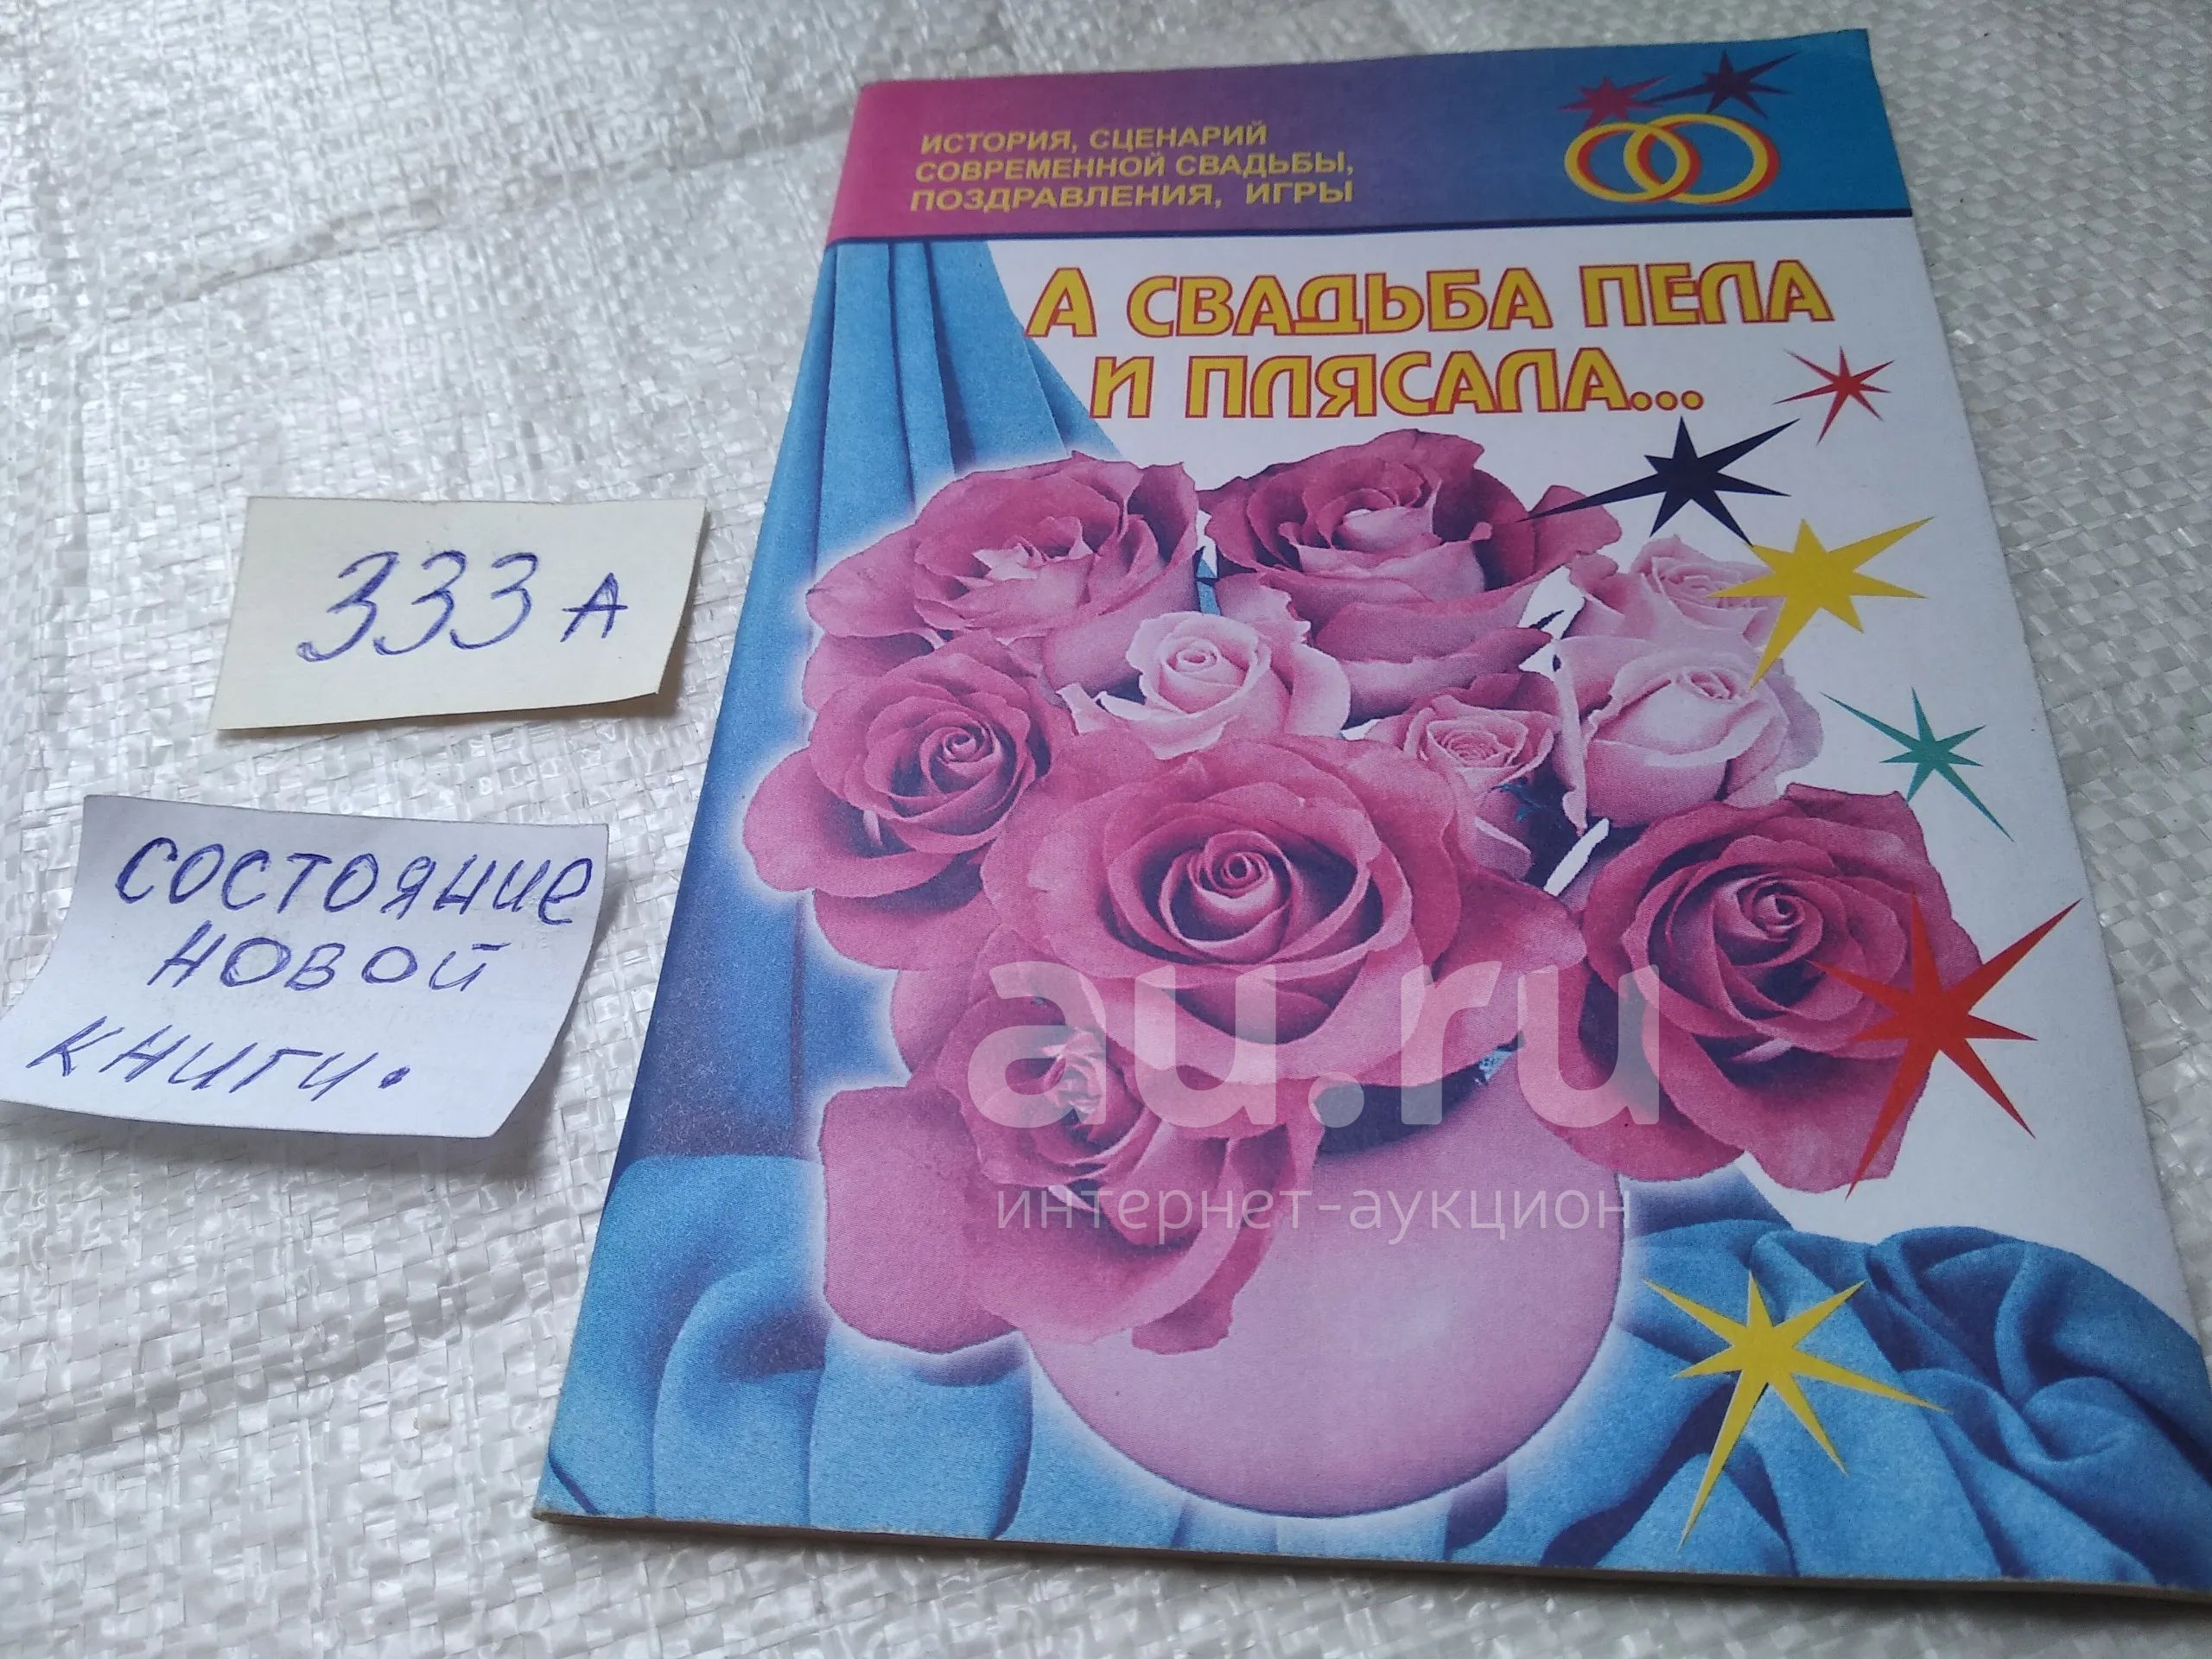 ИСТОРИЯ, СЦЕНАРИЙ
СОВРЕМЕННОЙ СВАДЬБЫ,
ПОЗДРАВЛЕНИЯ, ИГРЫ
А СВАДЬБА ПЕЛА
И ПЛЯСАЛА...
333 А
СОСТОЯНИЕ
НОВОЙ
КНИГИ.
au.ru
интернет-аукцион